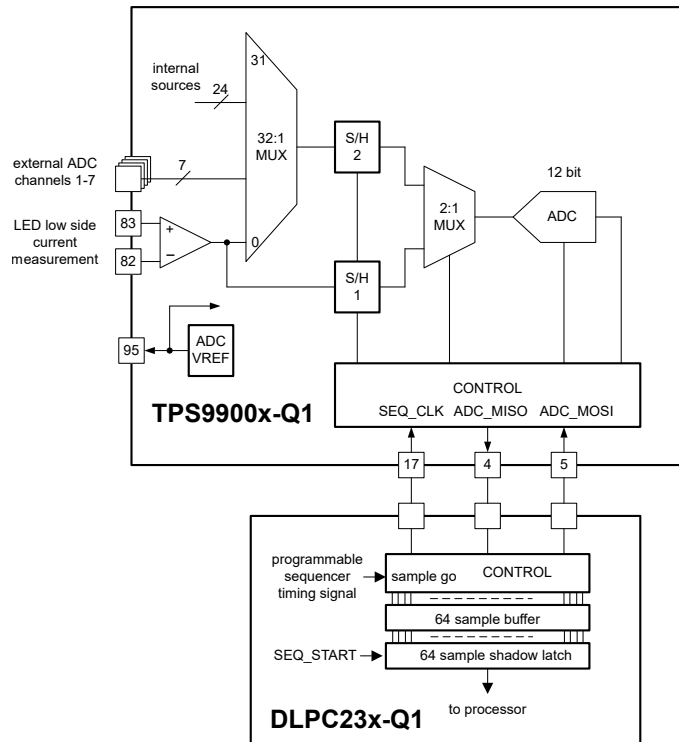 internal
sources
24
31
32:1
MUX
0
external ADC
channels 1-7
7
LED low side
current
measurement
83
82
+
−
S/H
2
S/H
1
2:1
MUX
12 bit
ADC
95
ADC
VREF
TPS9900x-Q1
CONTROL
SEQ_CLK ADC_MISO ADC_MOSI
17
4
5
programmable
sequencer
timing signal
sample go
CONTROL
64 sample buffer
SEQ_START
64 sample shadow latch
to processor
DLPC23x-Q1